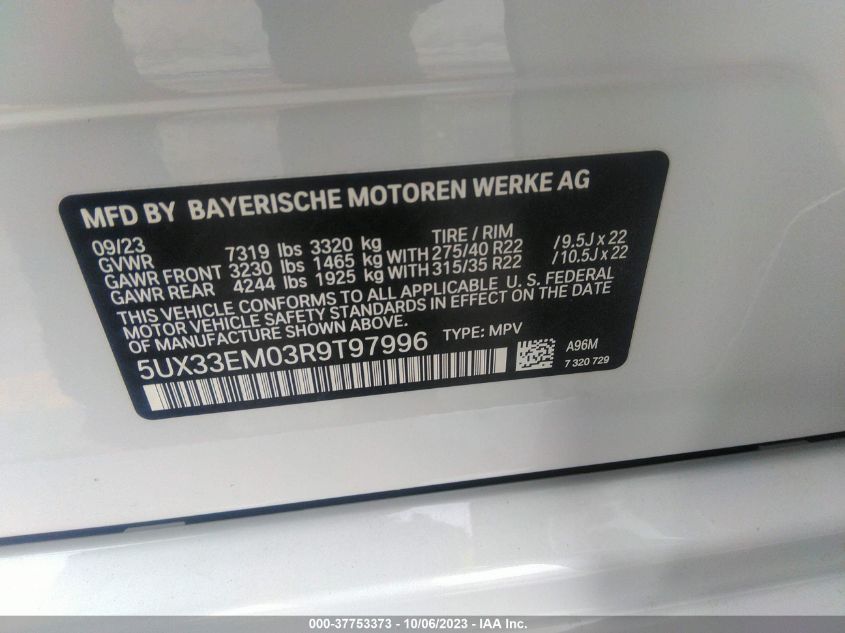 MFD BY BAYERISCHE MOTOREN WERKE AG
09/23 TIRE / RIM
GVWR 7319 lbs 3320 kg
GAWR FRONT 3230 lbs 1465 kg WITH 275/40 R22 / 9.5J x 22
GAWR REAR 4244 lbs 1925 kg WITH 315/35 R22 / 10.5J x 22
THIS VEHICLE CONFORMS TO ALL APPLICABLE U. S. FEDERAL
MOTOR VEHICLE SAFETY STANDARDS IN EFFECT ON THE DATE
OF MANUFACTURE SHOWN ABOVE.
5UX33EM03R9T97996 TYPE: MPV
A96M
7 320 729
000-37753373 - 10/06/2023 - IAA Inc.